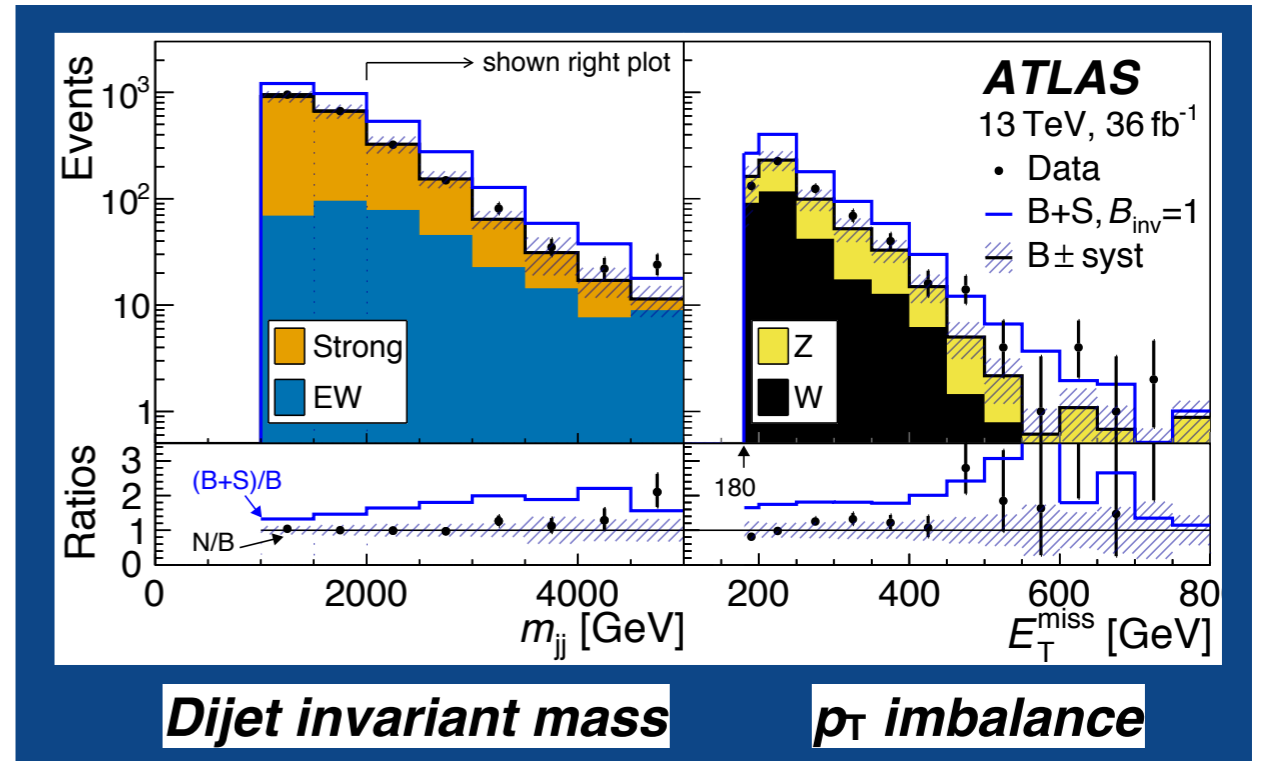 Events
10³
10²
10
1
shown right plot
Strong
EW
ATLAS
13 TeV, 36 fb⁻¹
Data
B+S, B_inv=1
B ± syst
Z
W
Ratios
3
2
1
0
(B+S)/B
N/B
180
0 2000 4000
m_jj [GeV]
200 400 600 80
E_T^miss [GeV]
Dijet invariant mass
p_T imbalance